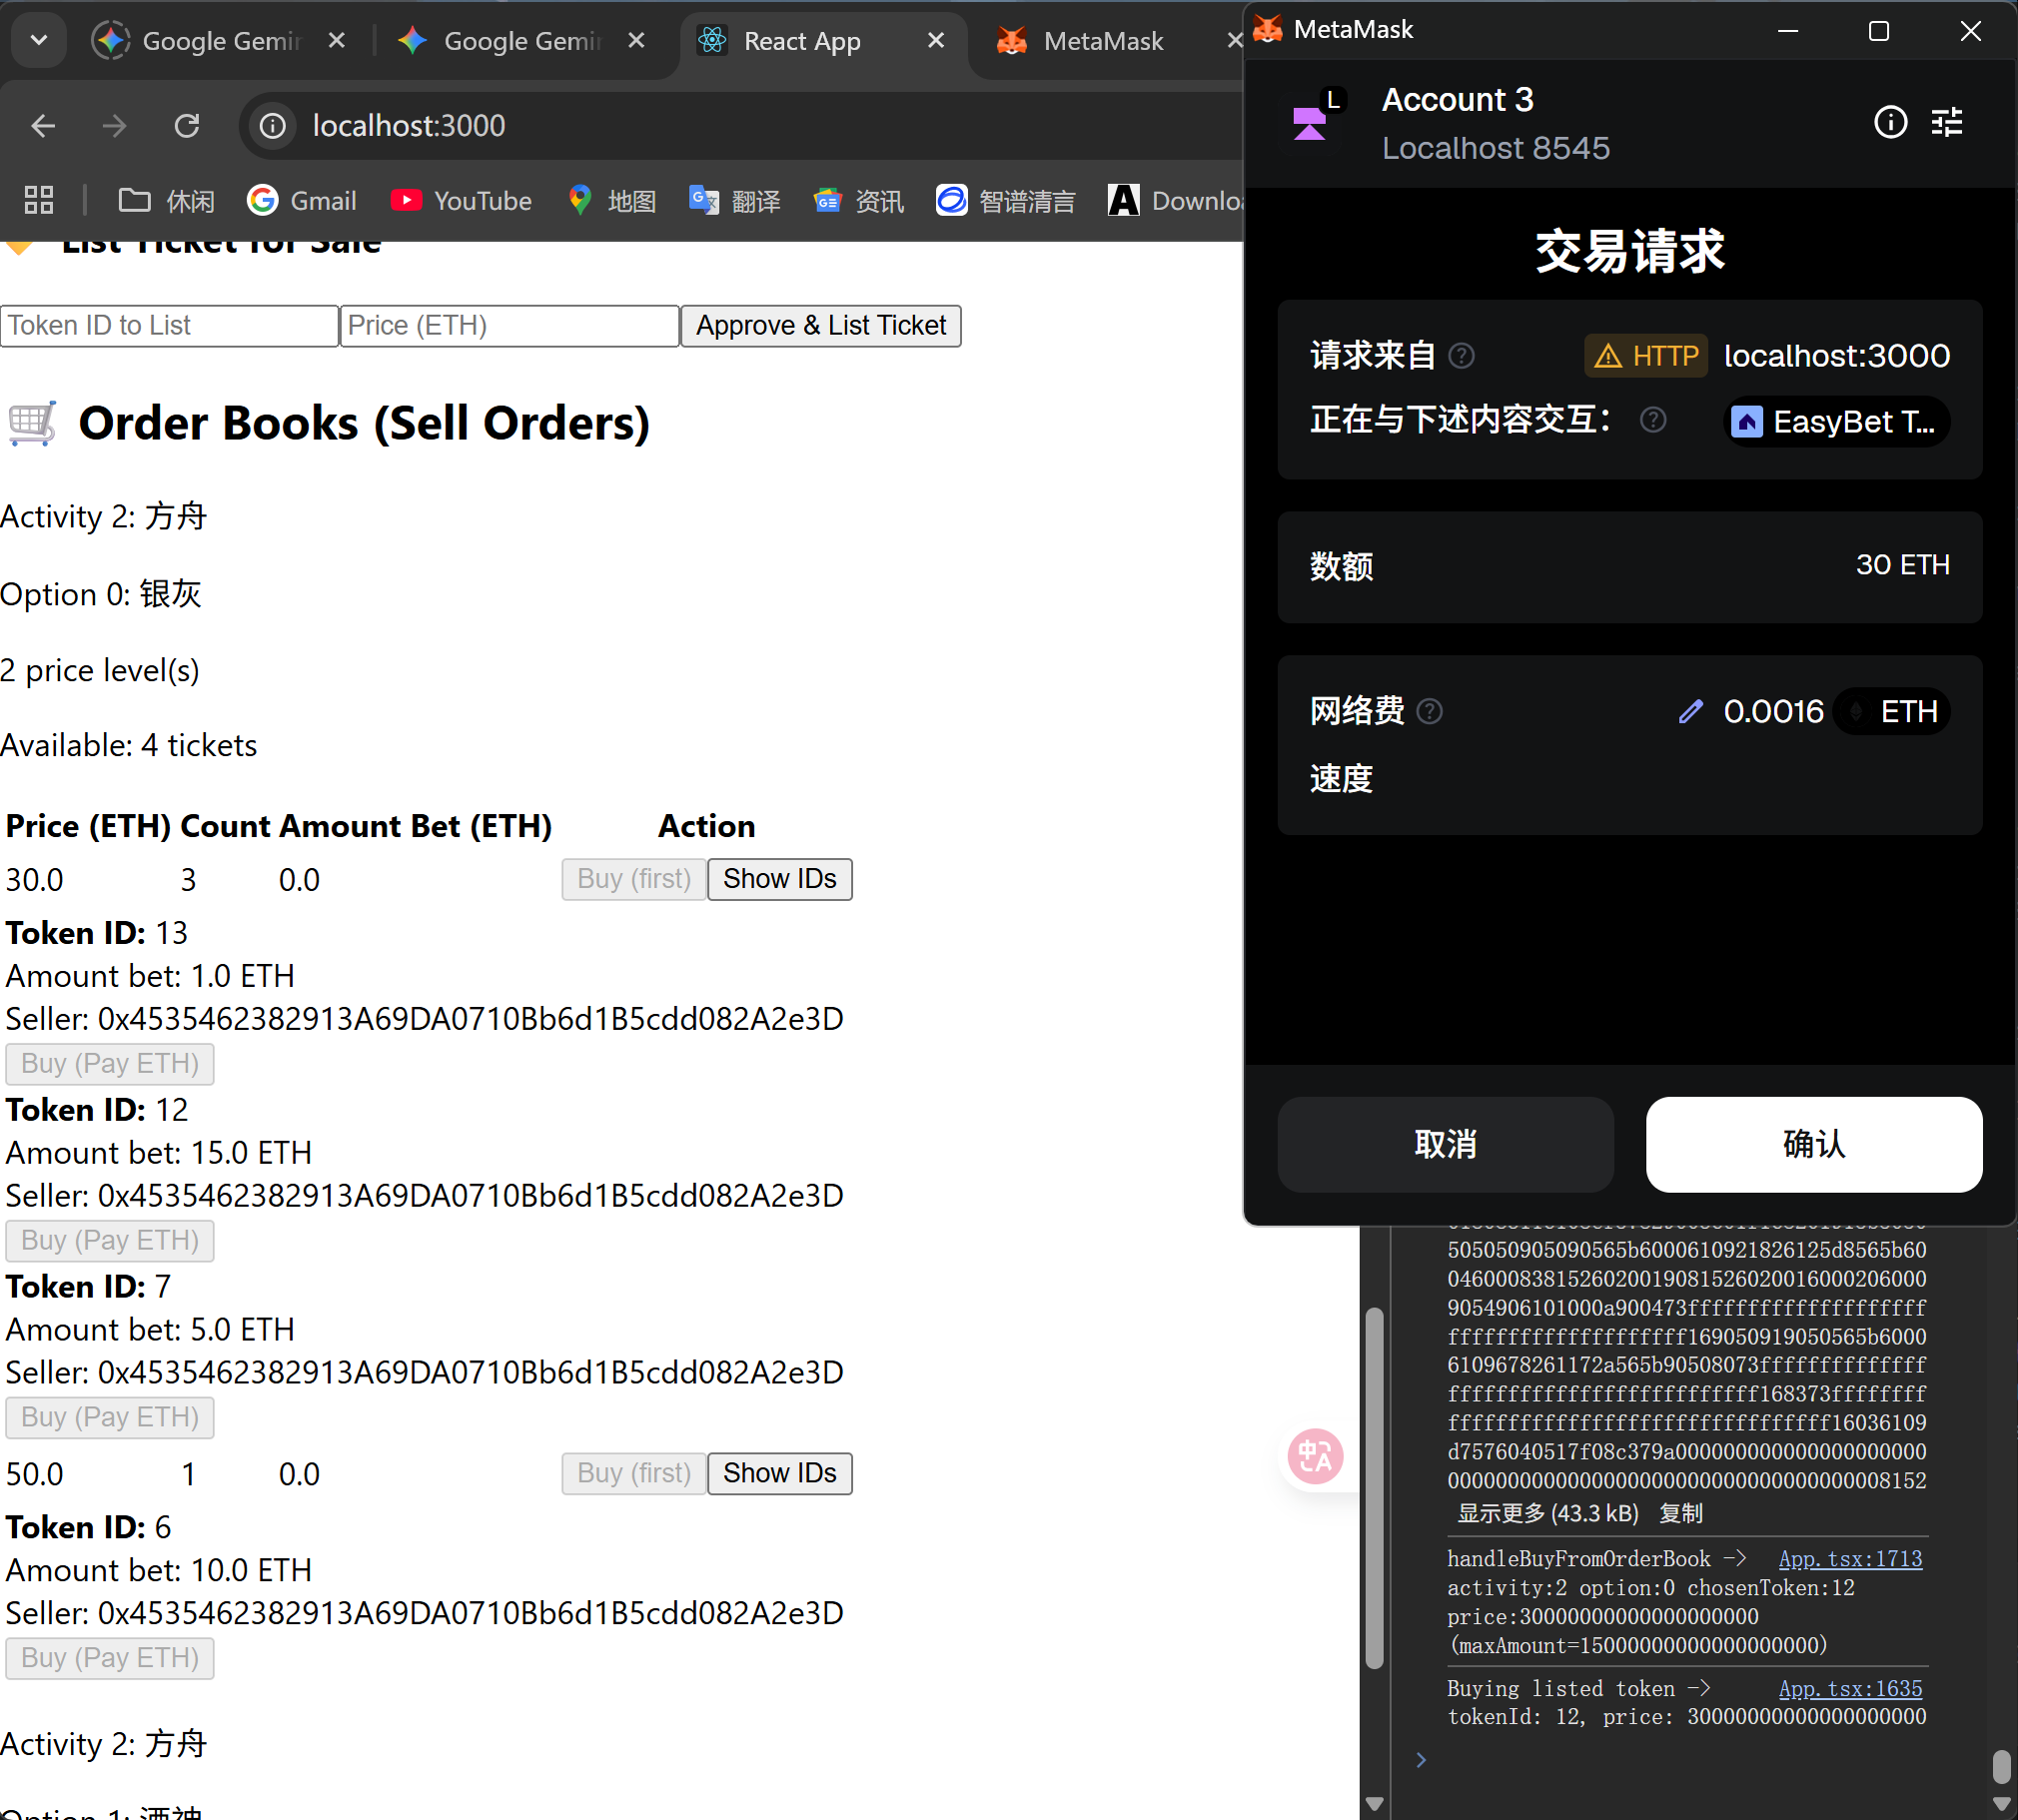 Google Gemin
Google Gemin
React App
MetaMask
localhost:3000
休闲
Gmail
YouTube
地图
翻译
资讯
智谱清言
Downlo
List Ticket for Sale
Token ID to List
Price (ETH)
Approve & List Ticket
🛒 Order Books (Sell Orders)
Activity 2: 方舟
Option 0: 银灰
2 price level(s)
Available: 4 tickets
Price (ETH) Count Amount Bet (ETH) Action
30.0 3 0.0 Buy (first) Show IDs
Token ID: 13
Amount bet: 1.0 ETH
Seller: 0x4535462382913A69DA0710Bb6d1B5cdd082A2e3D
Buy (Pay ETH)
Token ID: 12
Amount bet: 15.0 ETH
Seller: 0x4535462382913A69DA0710Bb6d1B5cdd082A2e3D
Buy (Pay ETH)
Token ID: 7
Amount bet: 5.0 ETH
Seller: 0x4535462382913A69DA0710Bb6d1B5cdd082A2e3D
Buy (Pay ETH)
50.0 1 0.0 Buy (first) Show IDs
Token ID: 6
Amount bet: 10.0 ETH
Seller: 0x4535462382913A69DA0710Bb6d1B5cdd082A2e3D
Buy (Pay ETH)
Activity 2: 方舟
Option 1:
MetaMask
L
Account 3
Localhost 8545
交易请求
请求来自 HTTP localhost:3000
正在与下述内容交互： EasyBet T...
数额 30 ETH
网络费 0.0016 ETH
速度
取消
确认
505050905090565b6000610921826125d8565b60
0460008381526020019081526020016000206000
9054906101000a900473ffffffffffffffffffff
ffffffffffffffffffff16905091905056​5b6000
6109678261172a565b90508073ffffffffffffff
ffffffffffffffffffffffffff168373ffffffff
ffffffffffffffffffffffffffffffff16036109
d7576040517f08c379a000000000000000000000
0000000000000000000000000000000000008152
显示更多 (43.3 kB) 复制
handleBuyFromOrderBook -> App.tsx:1713
activity:2 option:0 chosenToken:12
price:30000000000000000000
(maxAmount=15000000000000000000)
Buying listed token -> App.tsx:1635
tokenId: 12, price: 30000000000000000000